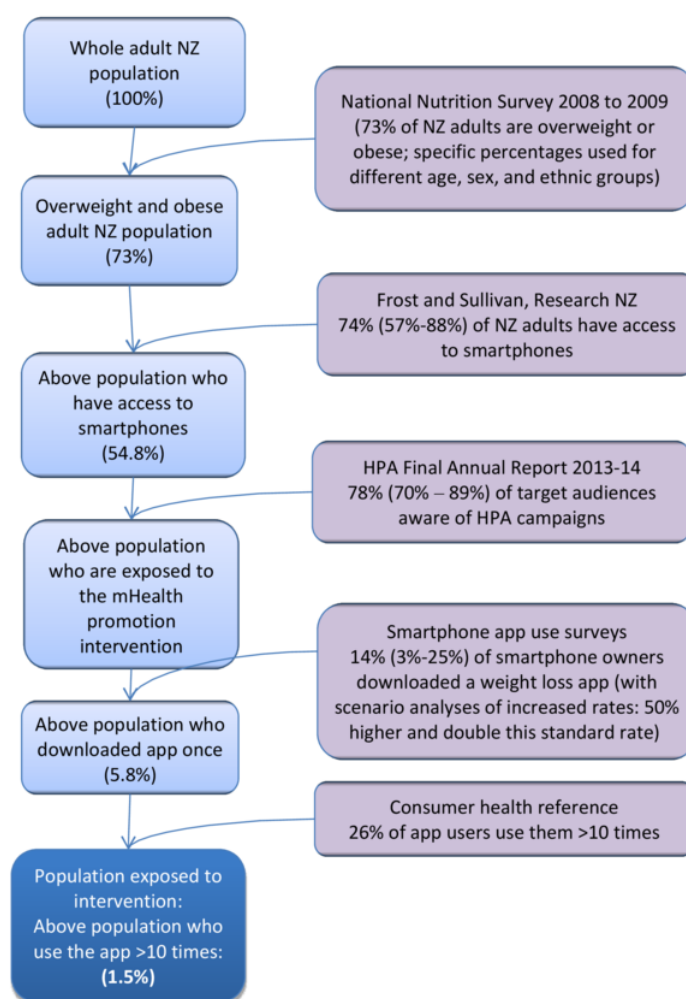 Whole adult NZ
population
(100%)
National Nutrition Survey 2008 to 2009
(73% of NZ adults are overweight or
obese; specific percentages used for
different age, sex, and ethnic groups)
Overweight and obese
adult NZ population
(73%)
Frost and Sullivan, Research NZ
74% (57%-88%) of NZ adults have access
to smartphones
Above population who
have access to
smartphones
(54.8%)
HPA Final Annual Report 2013-14
78% (70% – 89%) of target audiences
aware of HPA campaigns
Above population
who are exposed to
the mHealth
promotion
intervention
Smartphone app use surveys
14% (3%-25%) of smartphone owners
downloaded a weight loss app (with
scenario analyses of increased rates: 50%
higher and double this standard rate)
Above population who
downloaded app once
(5.8%)
Consumer health reference
26% of app users use them >10 times
Population exposed to
intervention:
Above population who
use the app >10 times:
(1.5%)